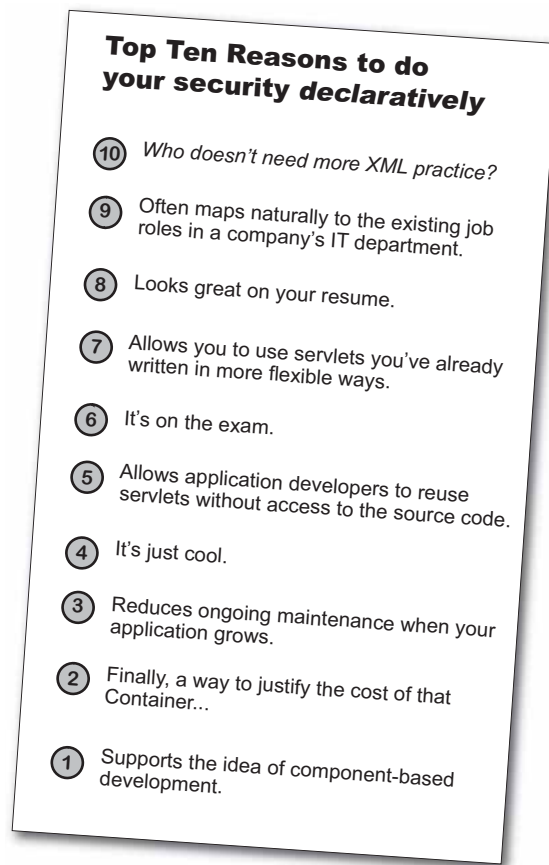 Top Ten Reasons to do
your security declaratively
10 Who doesn't need more XML practice?
9 Often maps naturally to the existing job
roles in a company's IT department.
8 Looks great on your resume.
7 Allows you to use servlets you've already
written in more flexible ways.
6 It's on the exam.
5 Allows application developers to reuse
servlets without access to the source code.
4 It's just cool.
3 Reduces ongoing maintenance when your
application grows.
2 Finally, a way to justify the cost of that
Container...
1 Supports the idea of component-based
development.